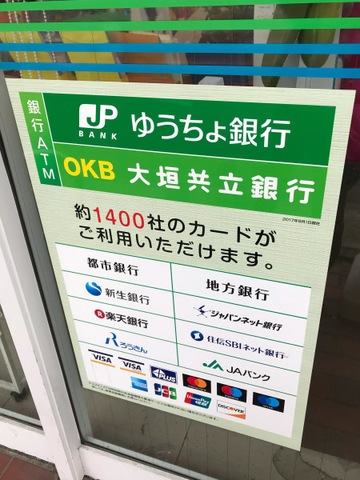 銀行ATM
JP
BANK
ゆうちょ銀行
OKB 大垣共立銀行
2017年9月1日現在
約1400社のカードが
ご利用いただけます。
都市銀行
地方銀行
新生銀行
ジャパンネット銀行
楽天銀行
住信SBIネット銀行
ろうきん
JAバンク
VISA
VISA
PLUS
JCB
UnionPay
DISCOVER